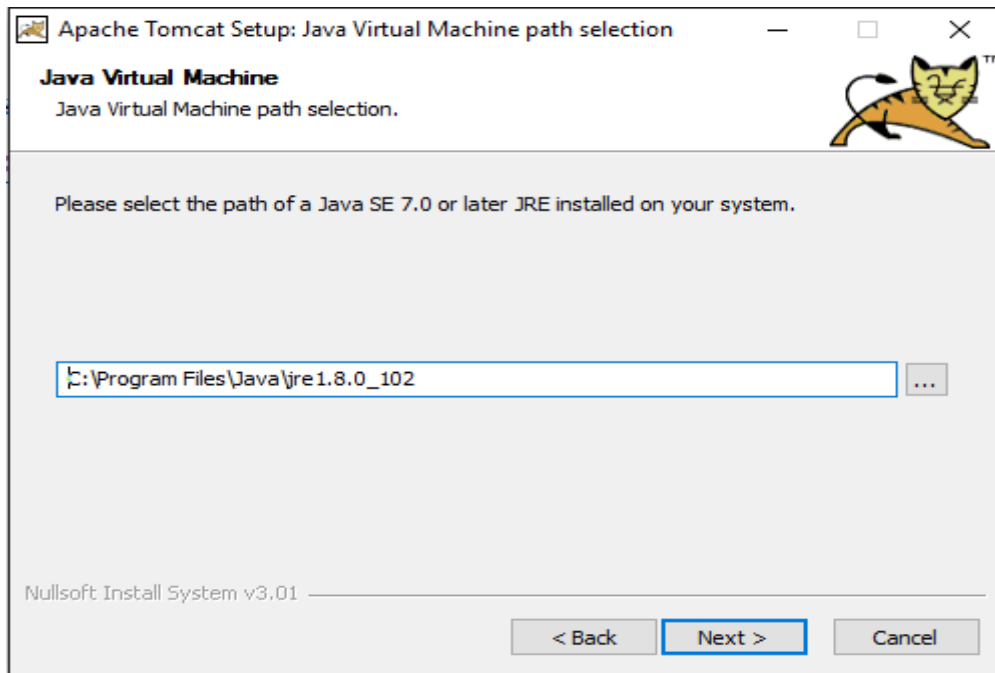 Apache Tomcat Setup: Java Virtual Machine path selection
Java Virtual Machine
Java Virtual Machine path selection.
TM
Please select the path of a Java SE 7.0 or later JRE installed on your system.
C:\Program Files\Java\jre1.8.0_102
...
Nullsoft Install System v3.01
< Back
Next >
Cancel